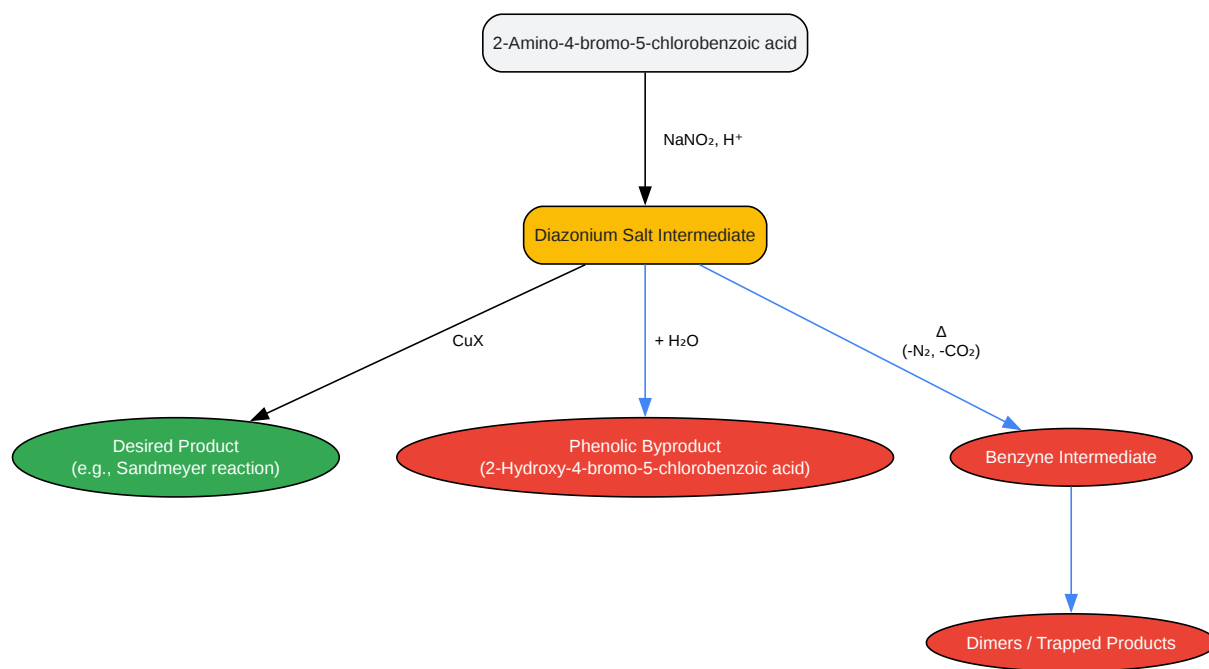 2-Amino-4-bromo-5-chlorobenzoic acid
NaNO₂, H⁺
Diazonium Salt Intermediate
CuX
+ H₂O
Δ
(-N₂, -CO₂)
Desired Product
(e.g., Sandmeyer reaction)
Phenolic Byproduct
(2-Hydroxy-4-bromo-5-chlorobenzoic acid)
Benzyne Intermediate
Dimers / Trapped Products